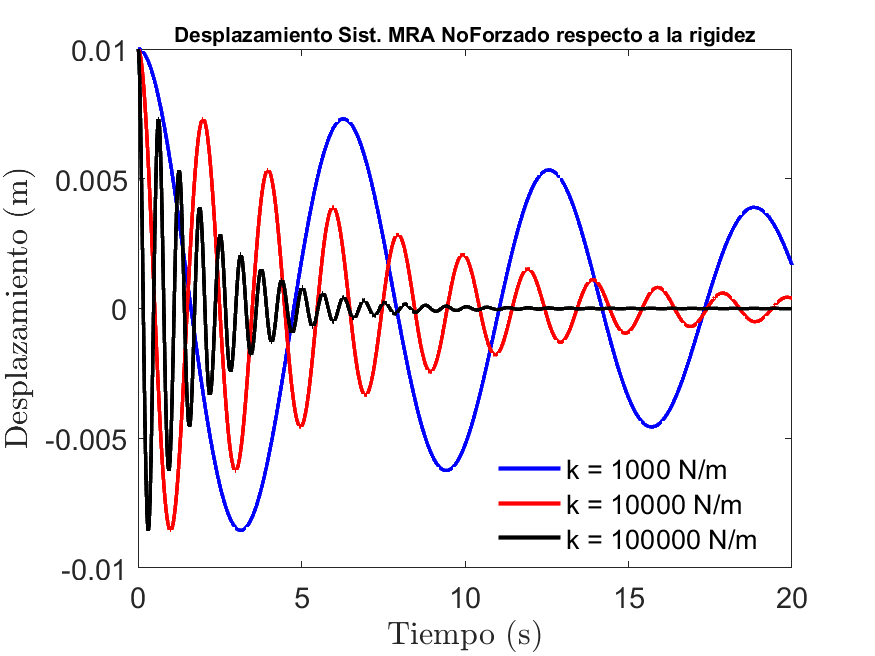 Desplazamiento Sist. MRA NoForzado respecto a la rigidez
0.01
0.005
0
-0.005
-0.01
Desplazamiento (m)
k = 1000 N/m
k = 10000 N/m
k = 100000 N/m
0 5 10 15 20
Tiempo (s)